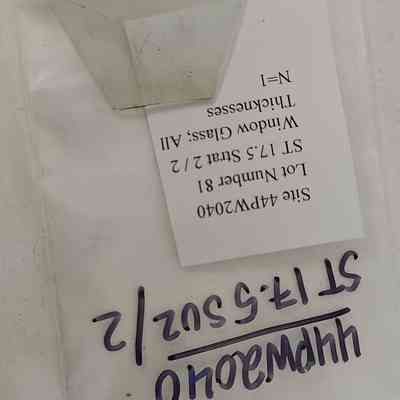 44PW2040
ST 17.5 SU2/2
Site 44PW2040
Lot Number 81
ST 17.5 Strat 2 / 2
Window Glass; All
Thicknesses
N=1